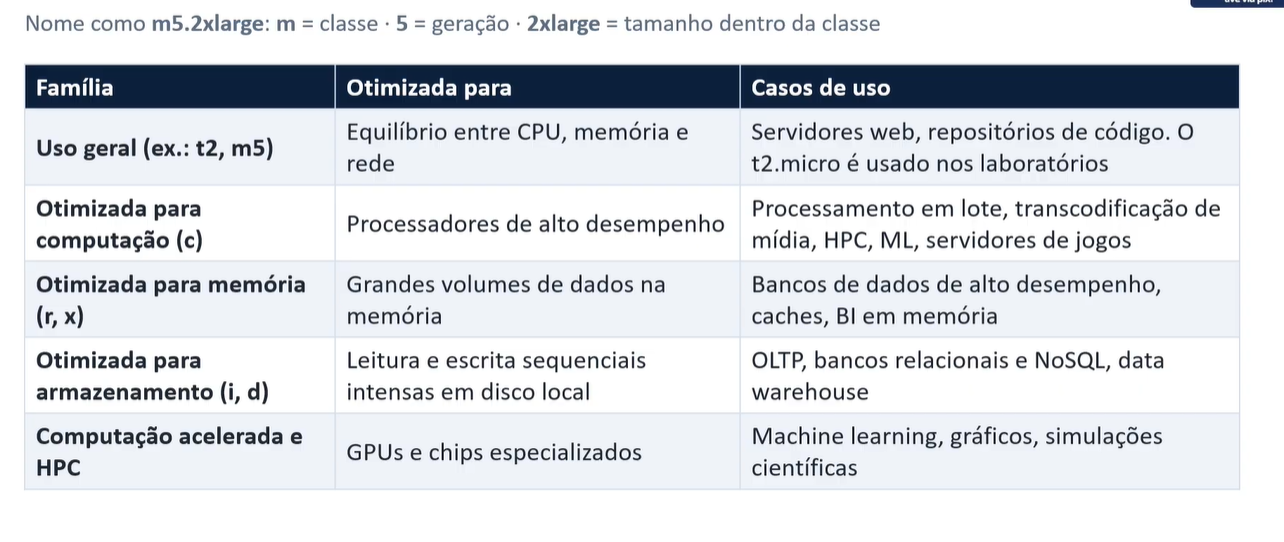 Nome como m5.2xlarge: m = classe · 5 = geração · 2xlarge = tamanho dentro da classe
Família
Otimizada para
Casos de uso
Uso geral (ex.: t2, m5)
Equilíbrio entre CPU, memória e
rede
Servidores web, repositórios de código. O
t2.micro é usado nos laboratórios
Otimizada para
computação (c)
Processadores de alto desempenho
Processamento em lote, transcodificação de
mídia, HPC, ML, servidores de jogos
Otimizada para memória
(r, x)
Grandes volumes de dados na
memória
Bancos de dados de alto desempenho,
caches, BI em memória
Otimizada para
armazenamento (i, d)
Leitura e escrita sequenciais
intensas em disco local
OLTP, bancos relacionais e NoSQL, data
warehouse
Computação acelerada e
HPC
GPUs e chips especializados
Machine learning, gráficos, simulações
científicas